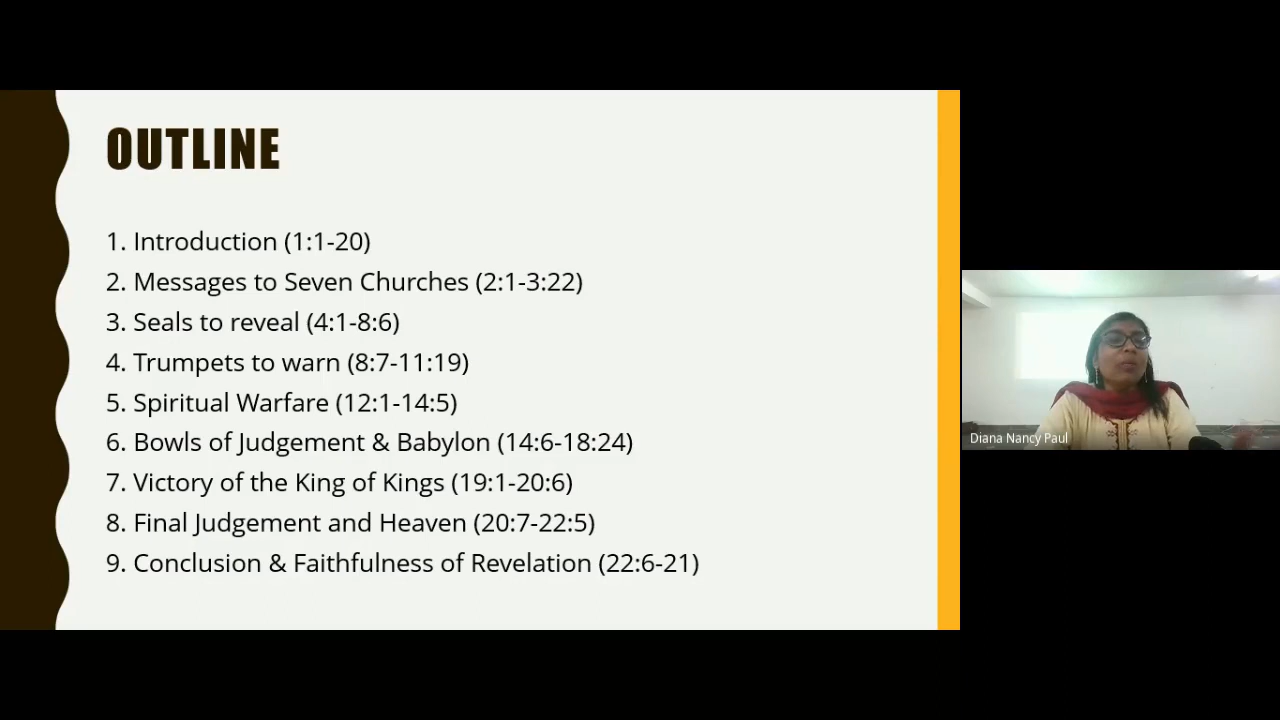 OUTLINE
1. Introduction (1:1-20)
2. Messages to Seven Churches (2:1-3:22)
3. Seals to reveal (4:1-8:6)
4. Trumpets to warn (8:7-11:19)
5. Spiritual Warfare (12:1-14:5)
6. Bowls of Judgement & Babylon (14:6-18:24)
7. Victory of the King of Kings (19:1-20:6)
8. Final Judgement and Heaven (20:7-22:5)
9. Conclusion & Faithfulness of Revelation (22:6-21)
Diana Nancy Paul